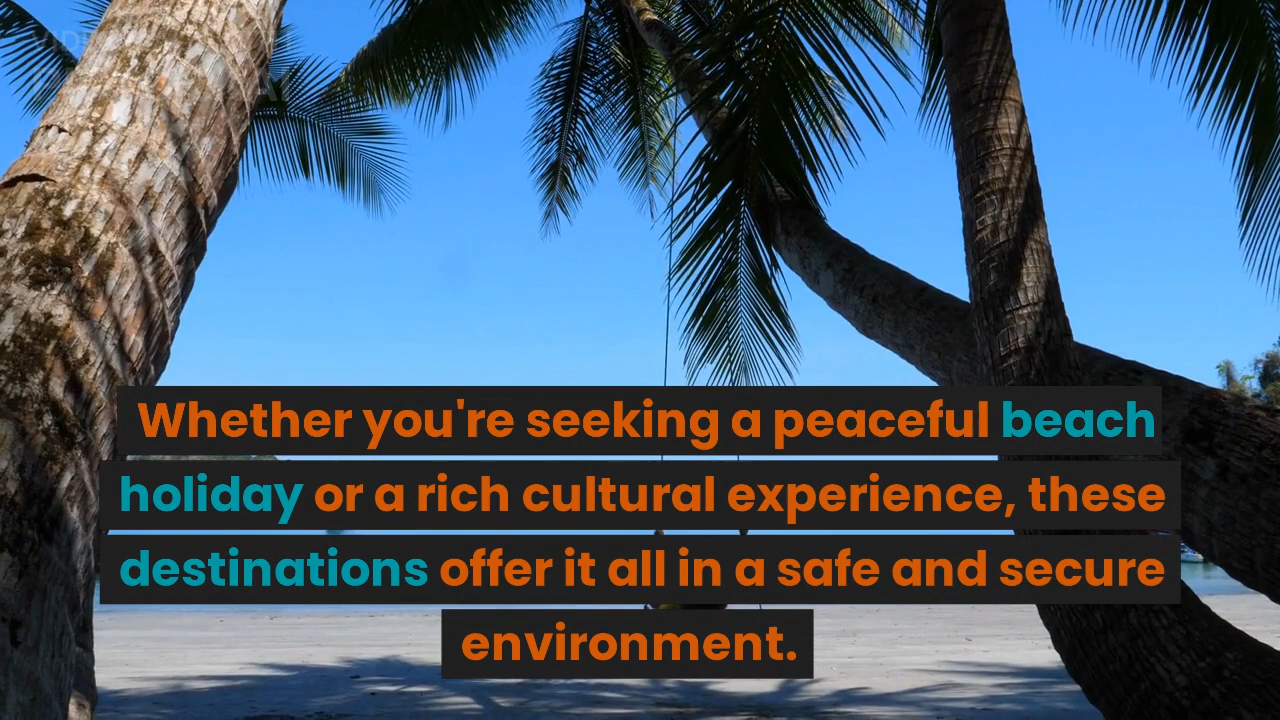 Whether you're seeking a peaceful beach
holiday or a rich cultural experience, these
destinations offer it all in a safe and secure
environment.